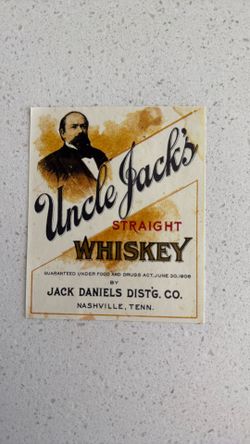 Uncle Jack's
STRAIGHT
WHISKEY
GUARANTEED UNDER FOOD AND DRUGS ACT, JUNE 30, 1906
BY
JACK DANIELS DIST'G. CO.
NASHVILLE, TENN.